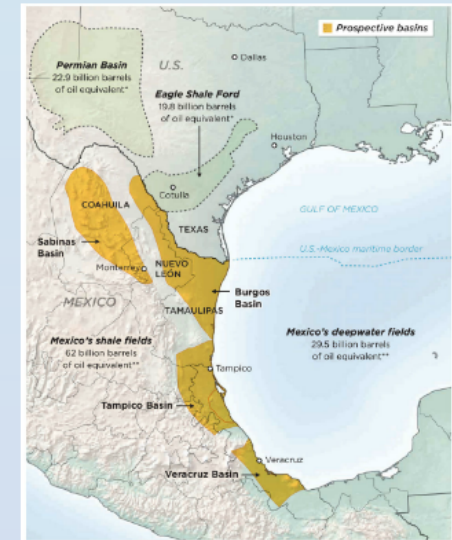 Prospective basins
Permian Basin
22.9 billion barrels
of oil equivalent*
U.S.
Dallas
Eagle Shale Ford
19.8 billion barrels
of oil equivalent*
Houston
Cotulla
COAHUILA
TEXAS
GULF OF MEXICO
U.S.-Mexico maritime border
Sabinas
Basin
Monterrey
NUEVO
LEÓN
MEXICO
TAMAULIPAS
Burgos
Basin
Mexico's shale fields
62 billion barrels
of oil equivalent**
Mexico's deepwater fields
29.5 billion barrels
of oil equivalent**
Tampico
Tampico Basin
Veracruz
Veracruz Basin